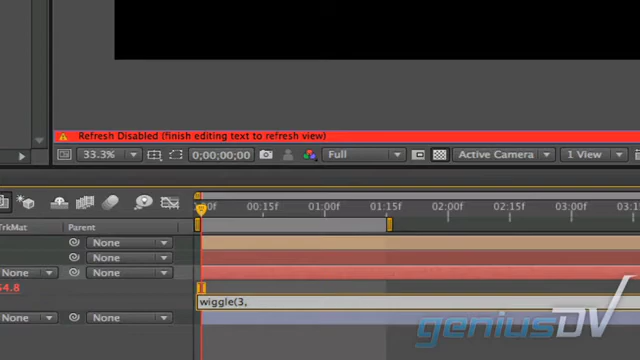 Refresh Disabled (finish editing text to refresh view)
33.3%
0;00;00;00
Full
Active Camera
1 View
00:15f
01:00f
01:15f
02:00f
02:15f
03:00f
TrkMat
Parent
None
None
None
None
54.8
wiggle(3,
None
geniusDV